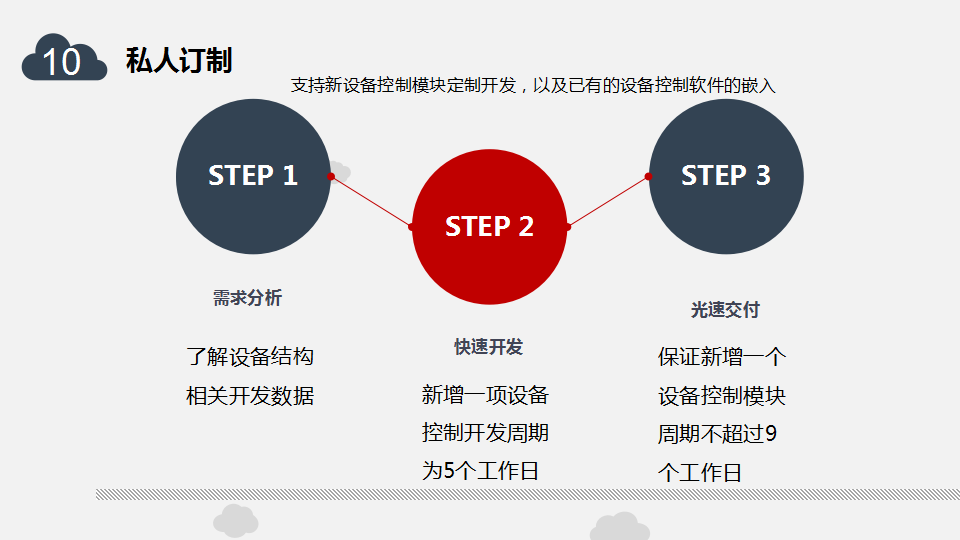 10
私人订制
支持新设备控制模块定制开发，以及已有的设备控制软件的嵌入
STEP 1
STEP 2
STEP 3
需求分析
了解设备结构
相关开发数据
快速开发
新增一项设备
控制开发周期
为5个工作日
光速交付
保证新增一个
设备控制模块
周期不超过9
个工作日